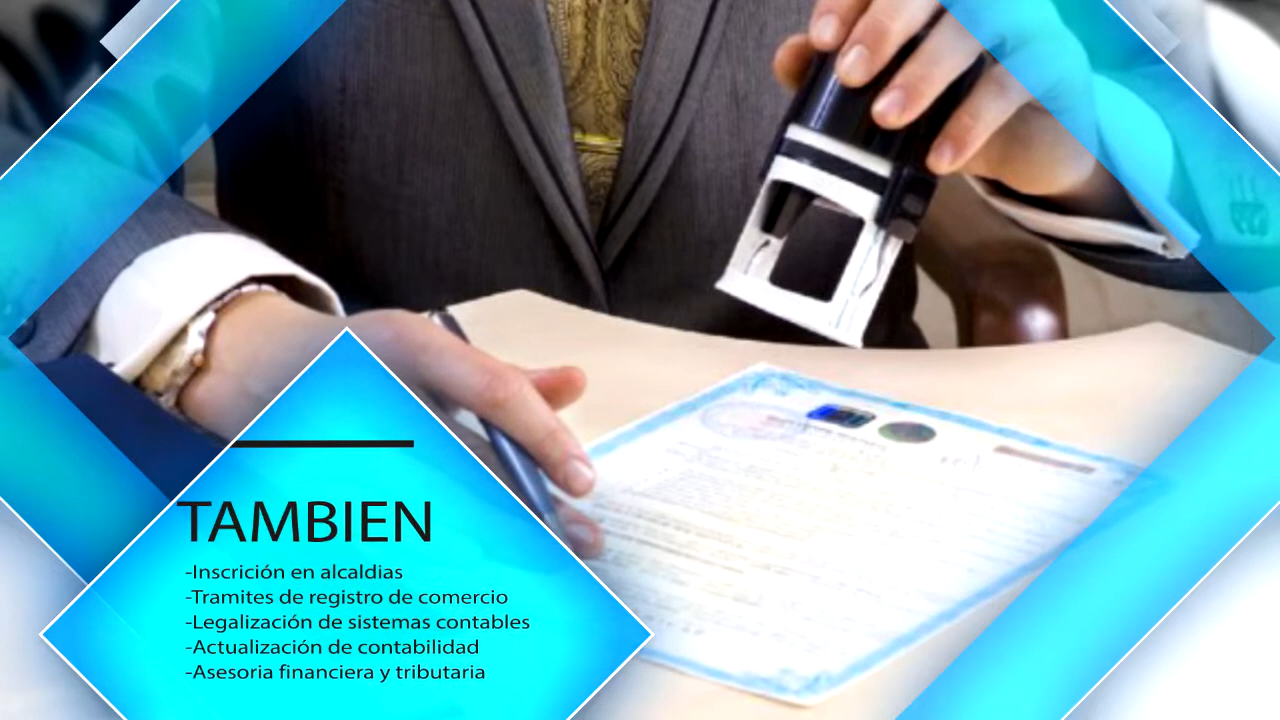 TAMBIEN
-Inscrición en alcaldias
-Tramites de registro de comercio
-Legalización de sistemas contables
-Actualización de contabilidad
-Asesoria financiera y tributaria